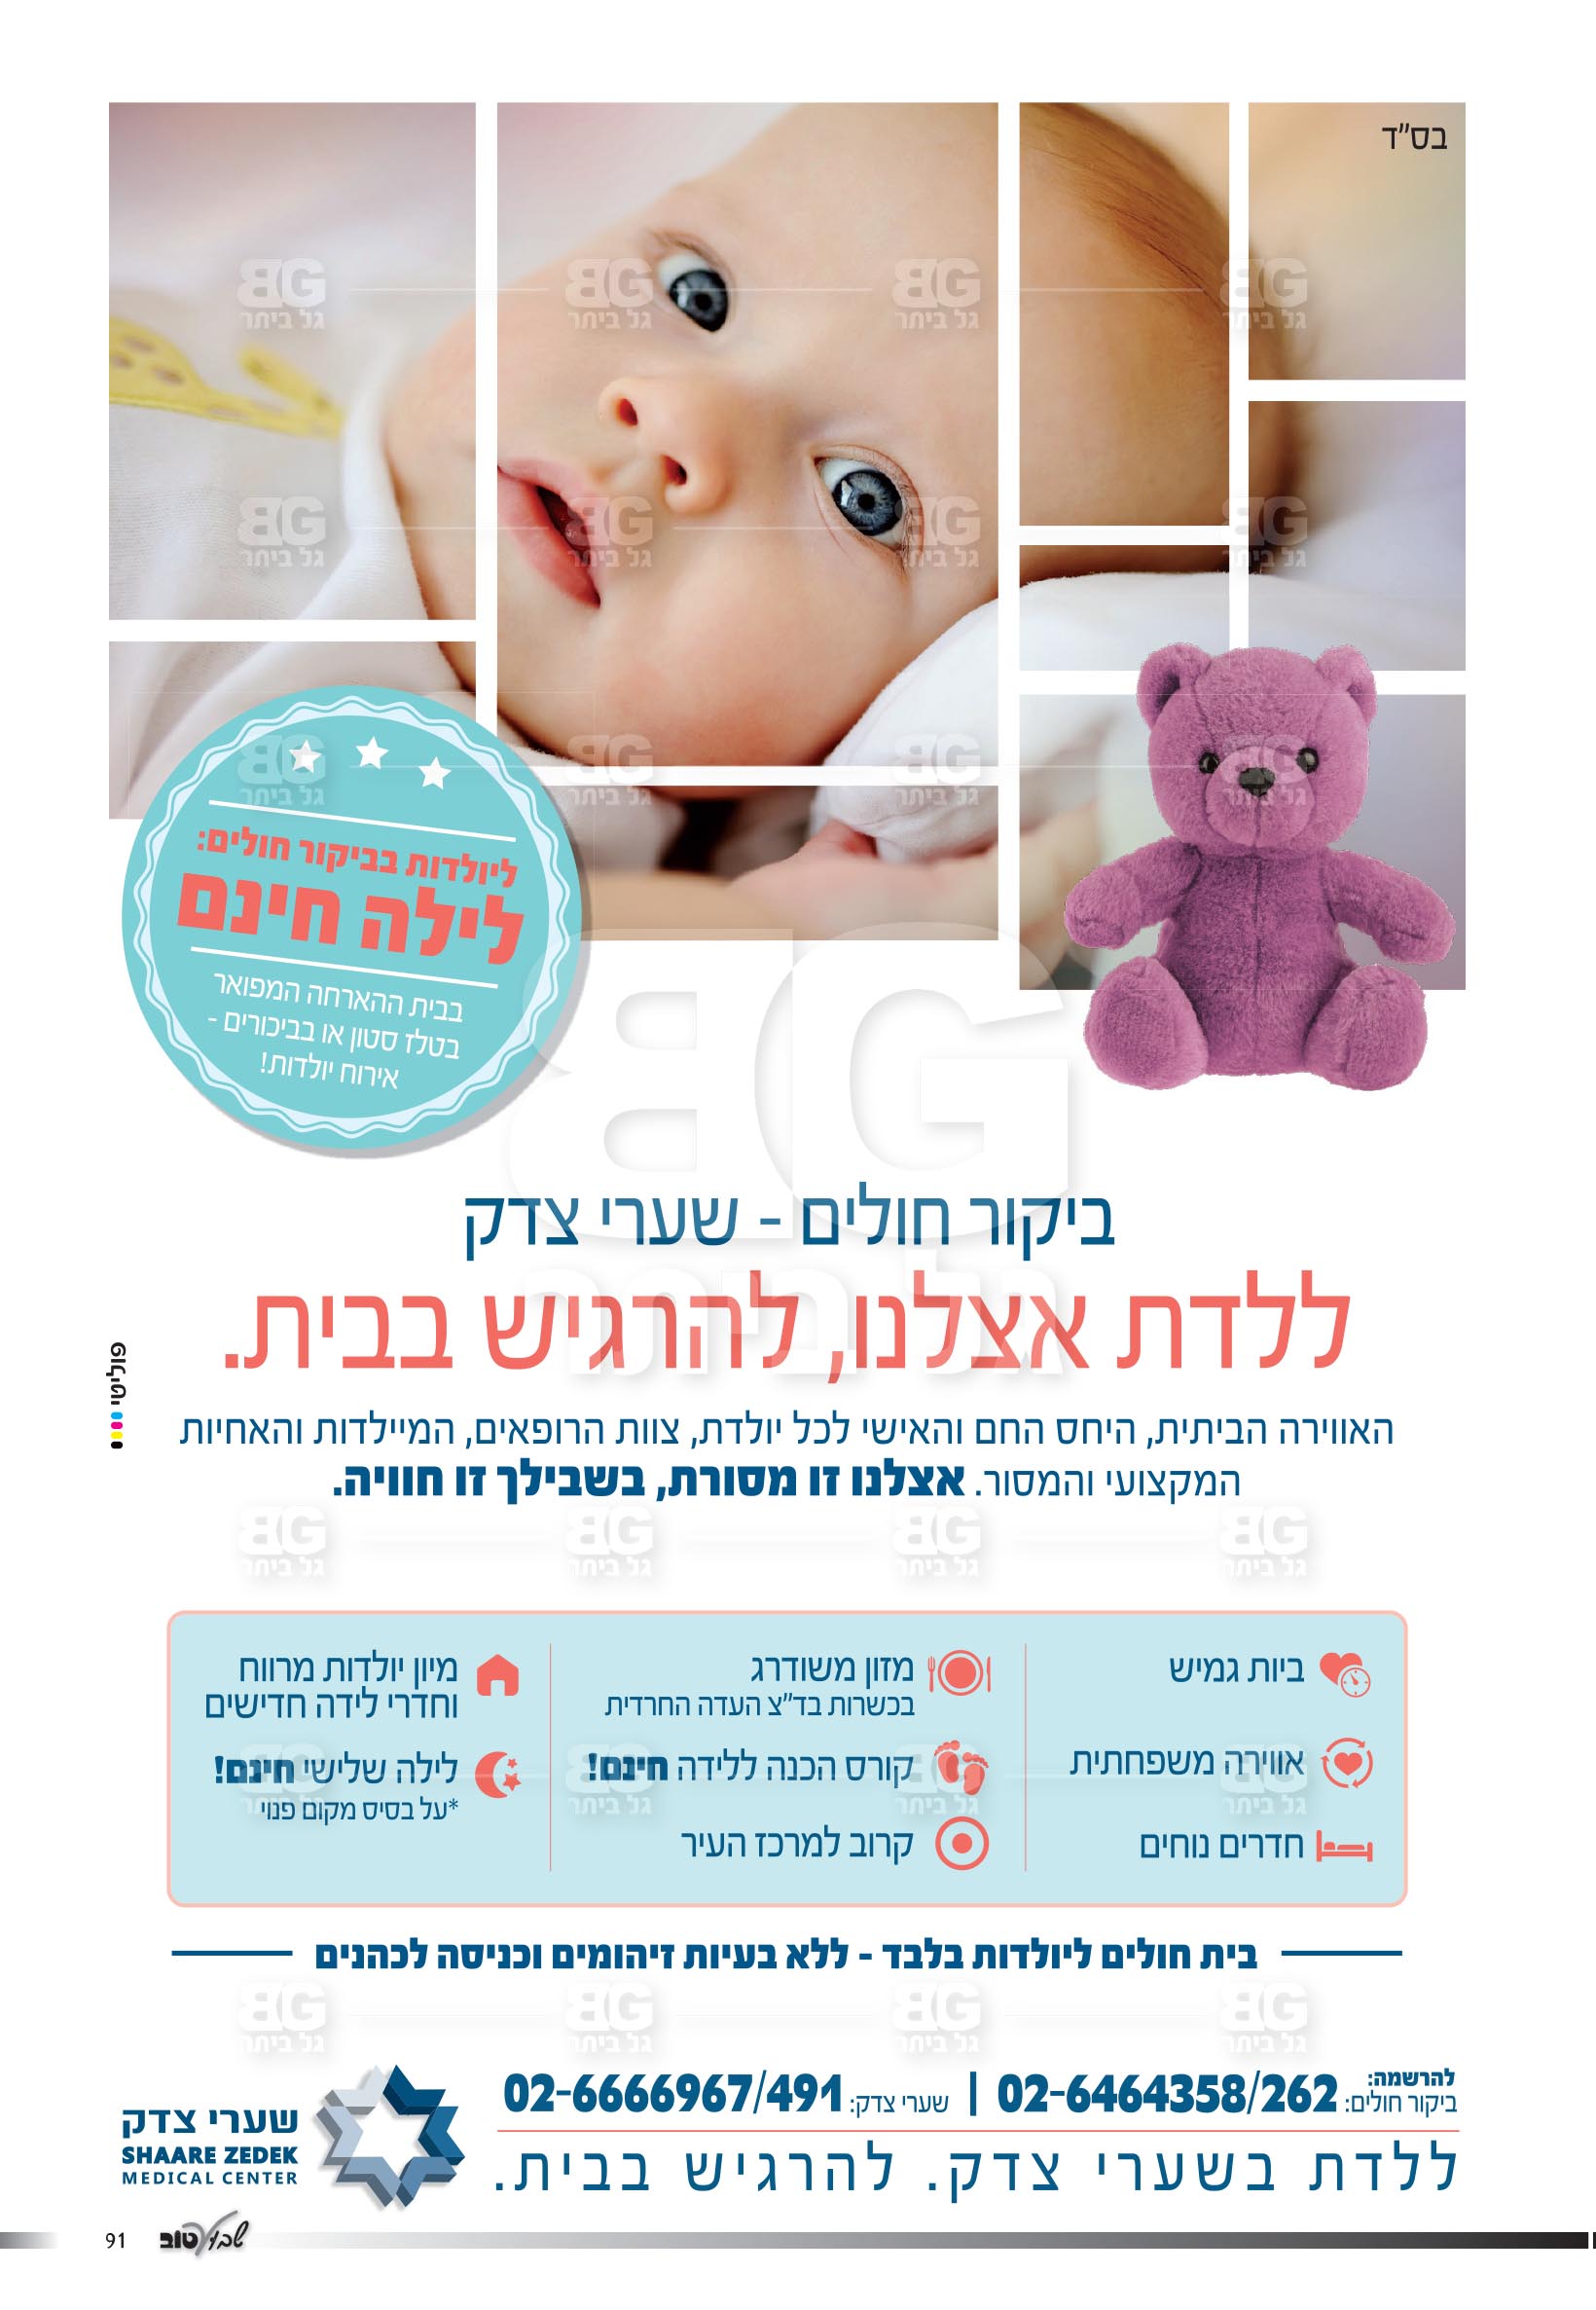 בס"ד
ליולדות בביקור חולים:
לילה חינם
בבית ההארחה המפואר
בטלז סטון או בביכורים -
אירוח יולדות!
ביקור חולים - שערי צדק
ללדת אצלנו, להרגיש בבית.
האווירה הביתית, היחס החם והאישי לכל יולדת, צוות הרופאים, המיילדות והאחיות
המקצועי והמסור. אצלנו זו מסורת, בשבילך זו חוויה.
פוליטי
ביות גמיש
אווירה משפחתית
חדרים נוחים
מזון משודרג
בכשרות בד"צ העדה החרדית
קורס הכנה ללידה חינם!
קרוב למרכז העיר
מיון יולדות מרווח
וחדרי לידה חדישים
לילה שלישי חינם!
*על בסיס מקום פנוי
בית חולים ליולדות בלבד - ללא בעיות זיהומים וכניסה לכהנים
להרשמה:
ביקור חולים: 02-6464358/262 | שערי צדק: 02-6666967/491
ללדת בשערי צדק. להרגיש בבית.
שערי צדק
SHAARE ZEDEK
MEDICAL CENTER
שבוע טוב
91
BG
גל ביתר